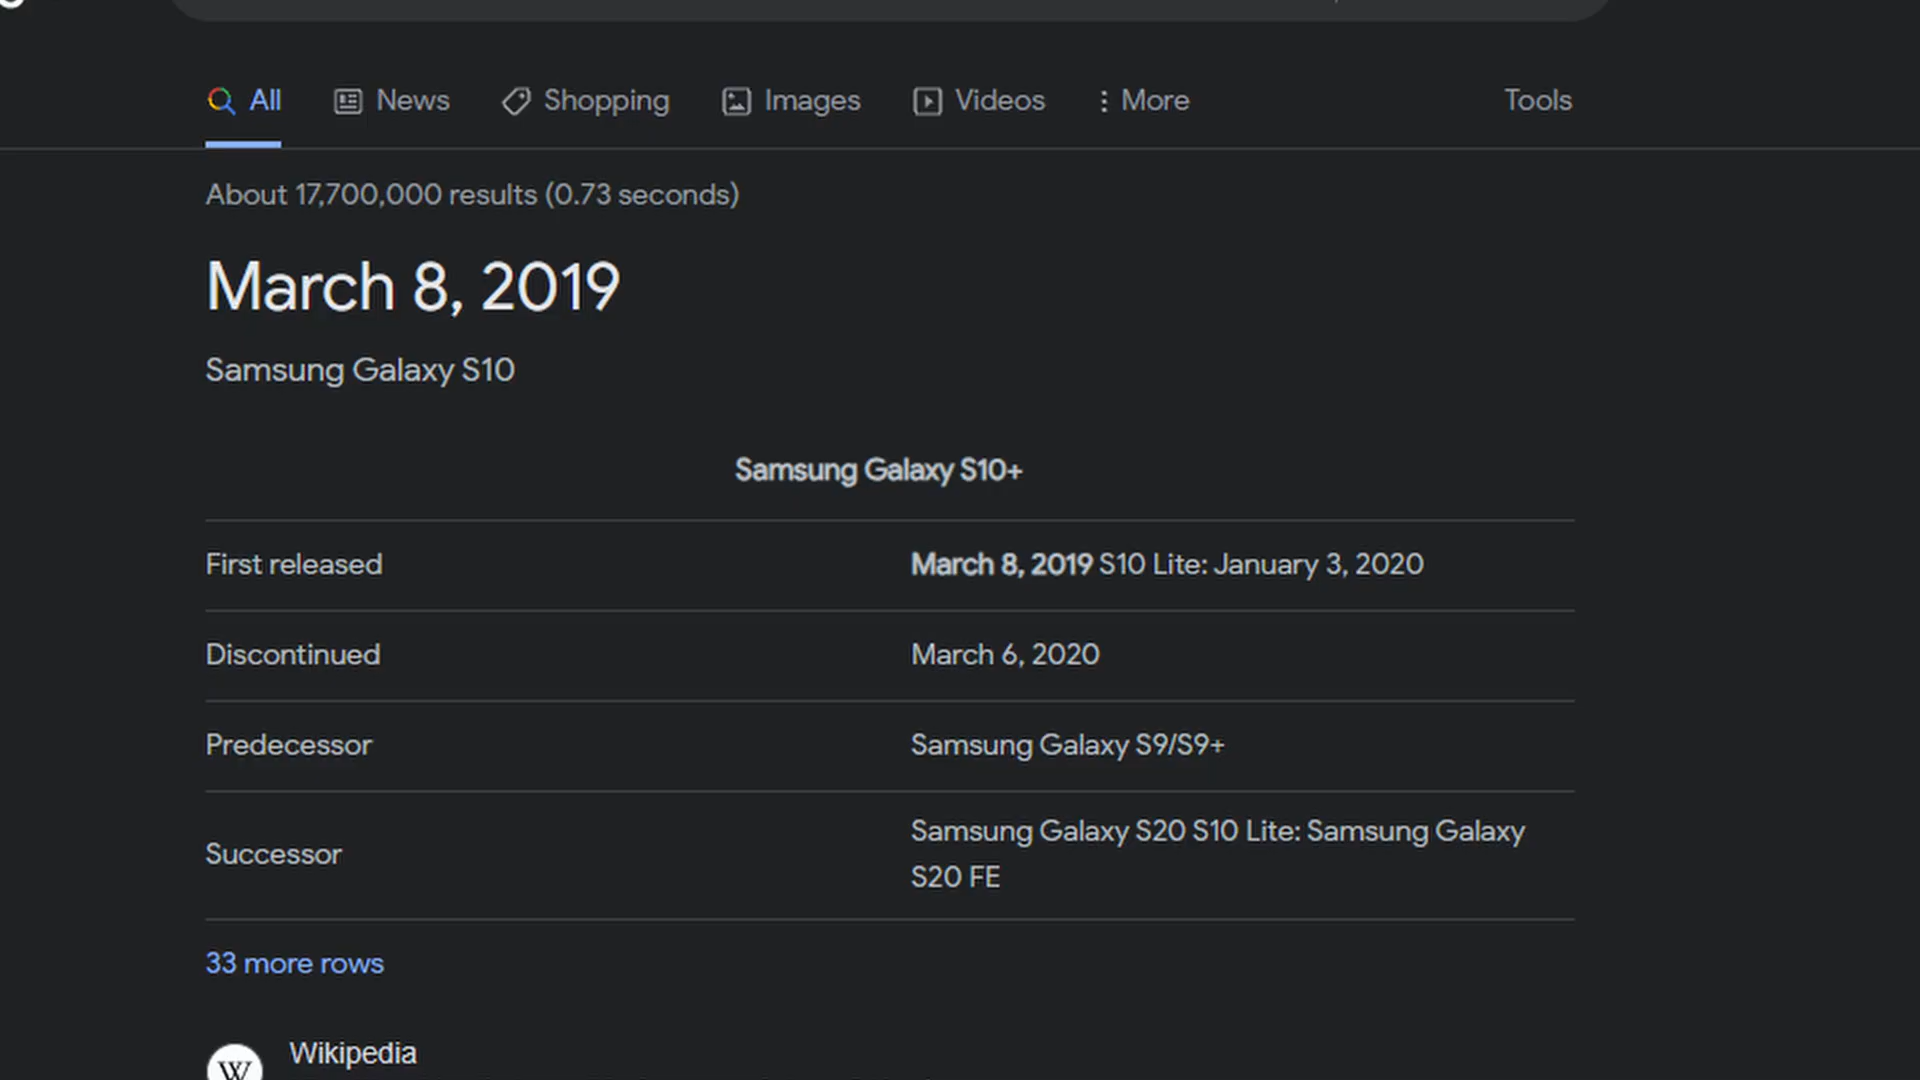 All News Shopping Images Videos More Tools
About 17,700,000 results (0.73 seconds)
March 8, 2019
Samsung Galaxy S10
Samsung Galaxy S10+
First released March 8, 2019 S10 Lite: January 3, 2020
Discontinued March 6, 2020
Predecessor Samsung Galaxy S9/S9+
Successor Samsung Galaxy S20 S10 Lite: Samsung Galaxy
S20 FE
33 more rows
W Wikipedia